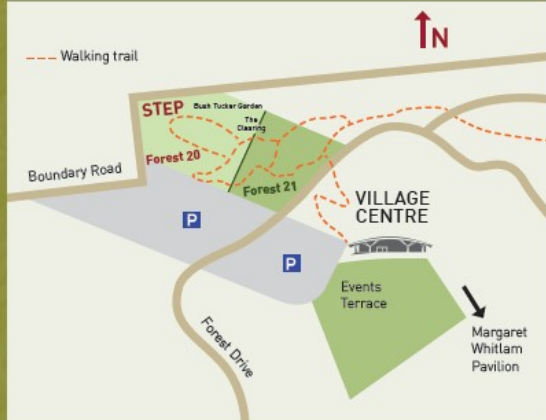 N
Walking trail
STEP
Bush Tucker Garden
The
Clearing
Forest 20
Boundary Road
Forest 21
P
VILLAGE
CENTRE
P
Events
Terrace
Forest Drive
Margaret
Whitlam
Pavilion